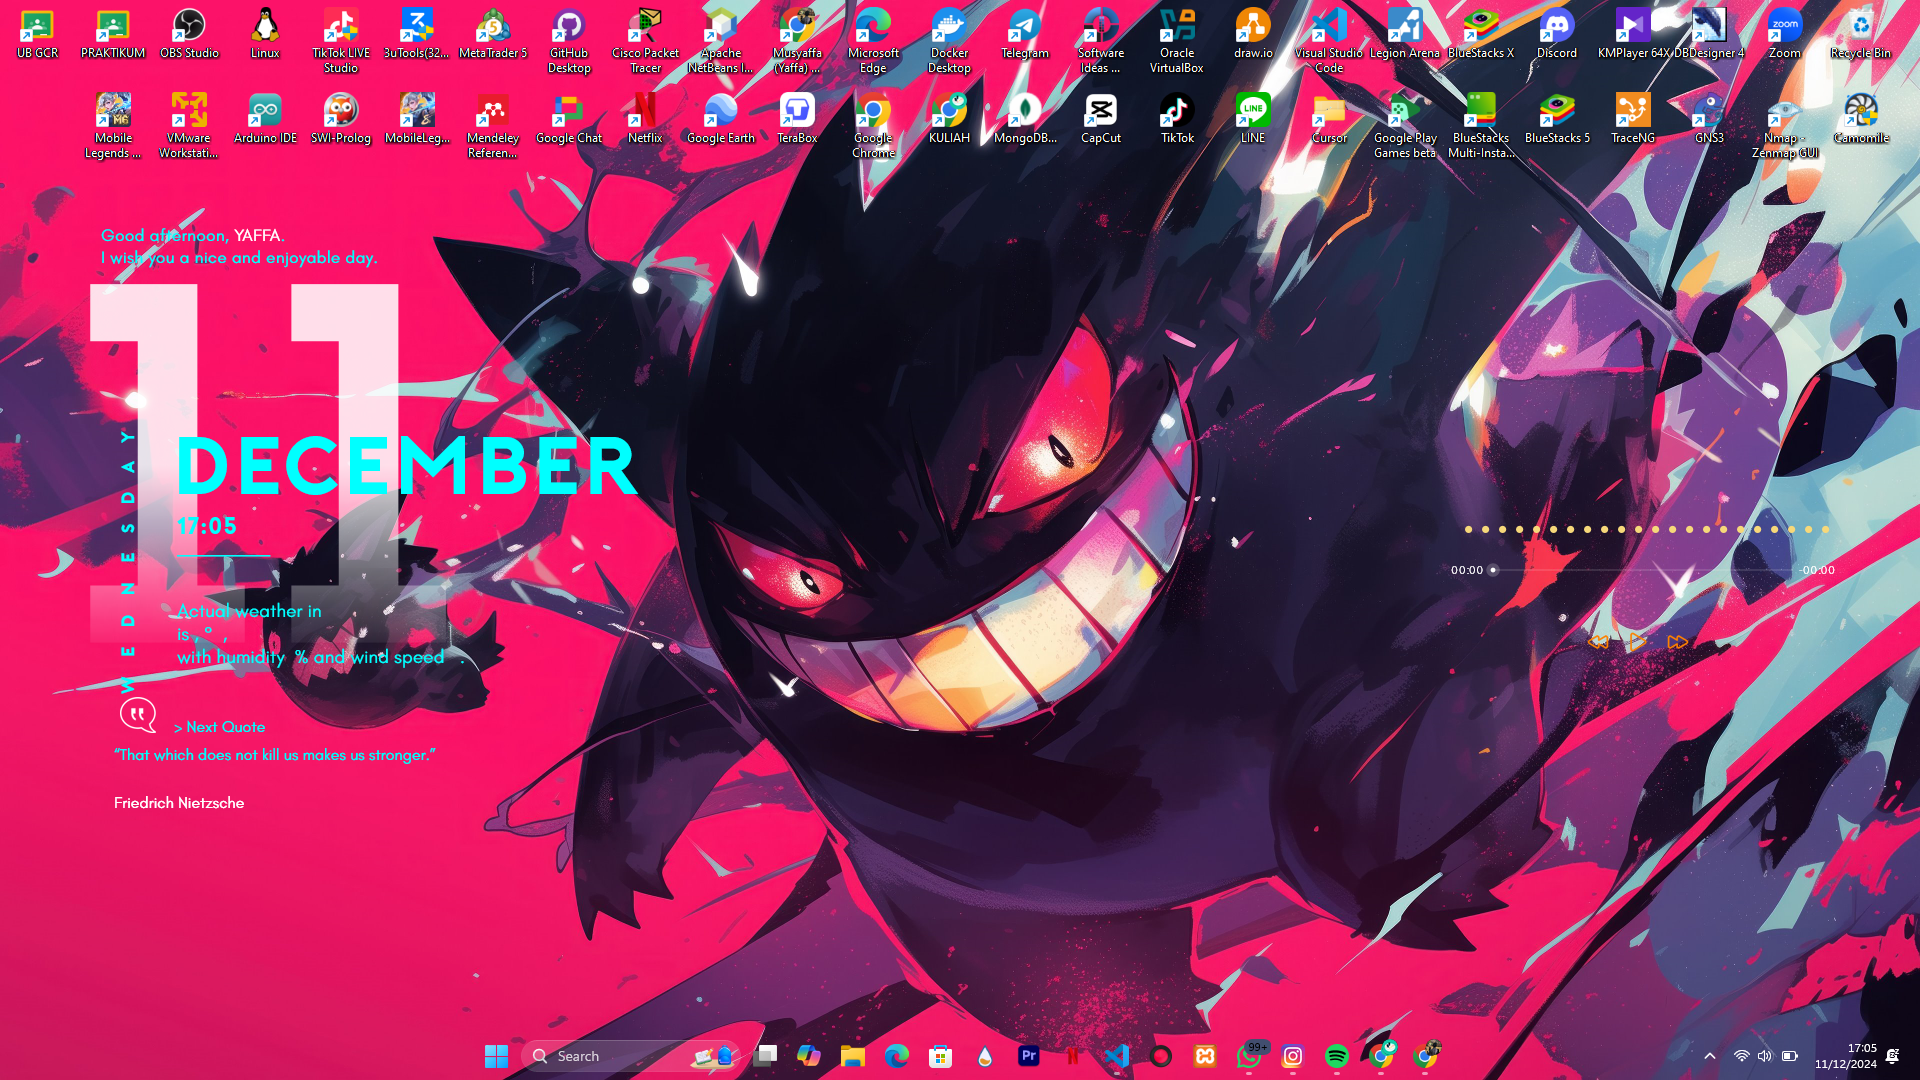 UB GCR
PRAKTIKUM
OBS Studio
Linux
TikTok LIVE
Studio
3uTools(32...
MetaTrader 5
GitHub
Desktop
Cisco Packet
Tracer
Apache
NetBeans I...
Musyaffa
(Yaffa) ...
Microsoft
Edge
Docker
Desktop
Telegram
Software
Ideas ...
Oracle
VirtualBox
draw.io
Visual Studio
Code
Legion Arena
BlueStacks X
Discord
KMPlayer 64X
DBDesigner 4
zoom
Zoom
Recycle Bin
Mobile
Legends ...
VMware
Workstati...
Arduino IDE
SWI-Prolog
MobileLeg...
Mendeley
Referen...
Google Chat
Netflix
Google Earth
TeraBox
Google
Chrome
KULIAH
MongoDB...
CapCut
TikTok
LINE
LINE
Cursor
Google Play
Games beta
BlueStacks
Multi-Insta...
BlueStacks 5
TraceNG
GNS3
Nmap -
Zenmap GUI
Camomile
Good afternoon, YAFFA.
I wish you a nice and enjoyable day.
11
WEDNESDAY
DECEMBER
17:05
Actual weather in
is , ° ,
with humidity % and wind speed .
> Next Quote
“That which does not kill us makes us stronger.”
Friedrich Nietzsche
00:00
-00:00
Search
Pr
99+
17:05
11/12/2024